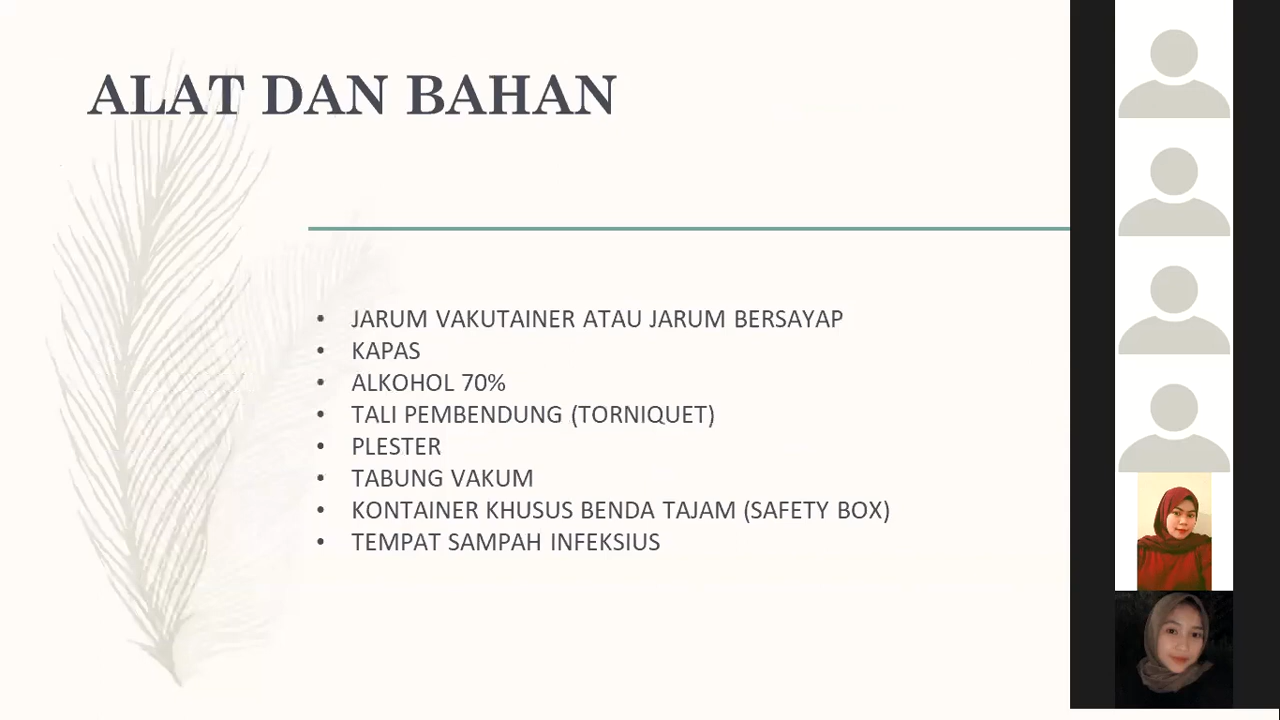 ALAT DAN BAHAN
• JARUM VAKUTAINER ATAU JARUM BERSAYAP
• KAPAS
• ALKOHOL 70%
• TALI PEMBENDUNG (TORNIQUET)
• PLESTER
• TABUNG VAKUM
• KONTAINER KHUSUS BENDA TAJAM (SAFETY BOX)
• TEMPAT SAMPAH INFEKSIUS